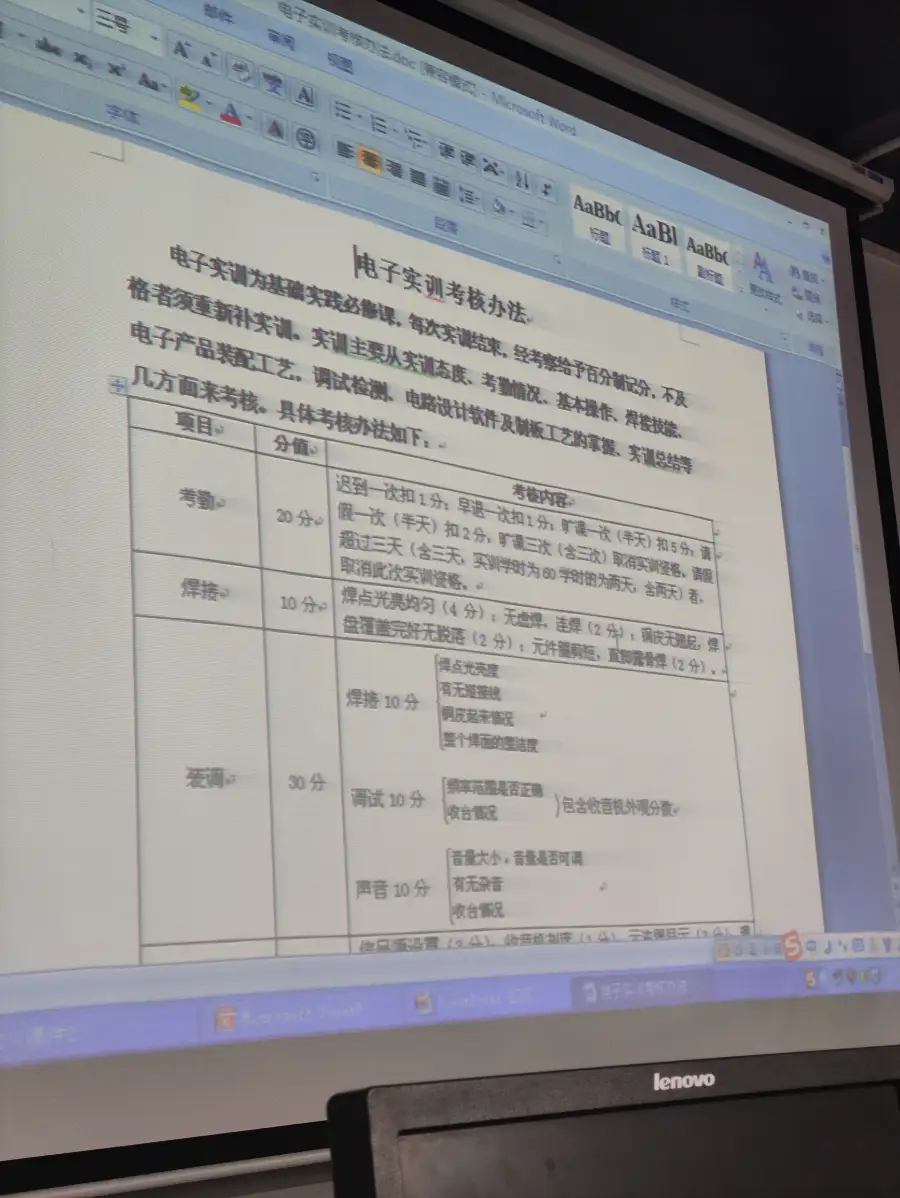 电子实训考核办法.doc [兼容模式] - Microsoft Word
邮件
审阅
视图
三号
字体
段落
AaBbC
AaBl
AaBbC
标题
标题 1
副标题
更改样式
样式
电子实训考核办法
电子实训为基础实践必修课，每次实训结束，经考察给予百分制记分，不及
格者须重新补实训。实训主要从实训态度、考勤情况、基本操作、焊接技能、
电子产品装配工艺，调试检测、电路设计软件及制板工艺的掌握、实训总结等
几方面来考核。具体考核办法如下：
项目
分值
考核内容
考勤
20 分
迟到一次扣 1 分；早退一次扣 1 分；旷课一次（半天）扣 5 分；请
假一次（半天）扣 2 分，旷课三次（含三次）取消实训资格。请假
超过三天（含三天，实训学时为 60 学时的为两天，含两天）者，
取消此次实训资格。
焊接
10 分
焊点光亮均匀（4 分）；无虚焊，连焊（2 分）；铜皮无翘起，焊
盘覆盖完好无脱落（2 分）；元件腿剪短，直脚露骨焊（2 分）。
装调
30 分
焊接 10 分
焊点光亮度
有无短接线
铜皮起来情况
整个焊面的整洁度
调试 10 分
频率范围是否正确
收台情况
包含收音机外观分数
声音 10 分
音量大小，音量是否可调
有无杂音
收台情况
电子实训考核办法
lenovo